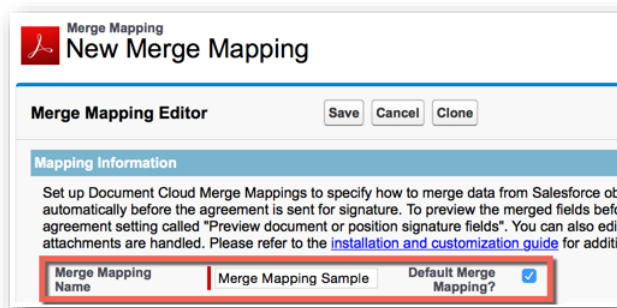 Merge Mapping
New Merge Mapping
Merge Mapping Editor Save Cancel Clone
Mapping Information
Set up Document Cloud Merge Mappings to specify how to merge data from Salesforce
automatically before the agreement is sent for signature. To preview the merged fields
agreement setting called "Preview document or position signature fields". You can also
attachments are handled. Please refer to the installation and customization guide for
Merge Mapping Name Merge Mapping Sample Default Merge Mapping?